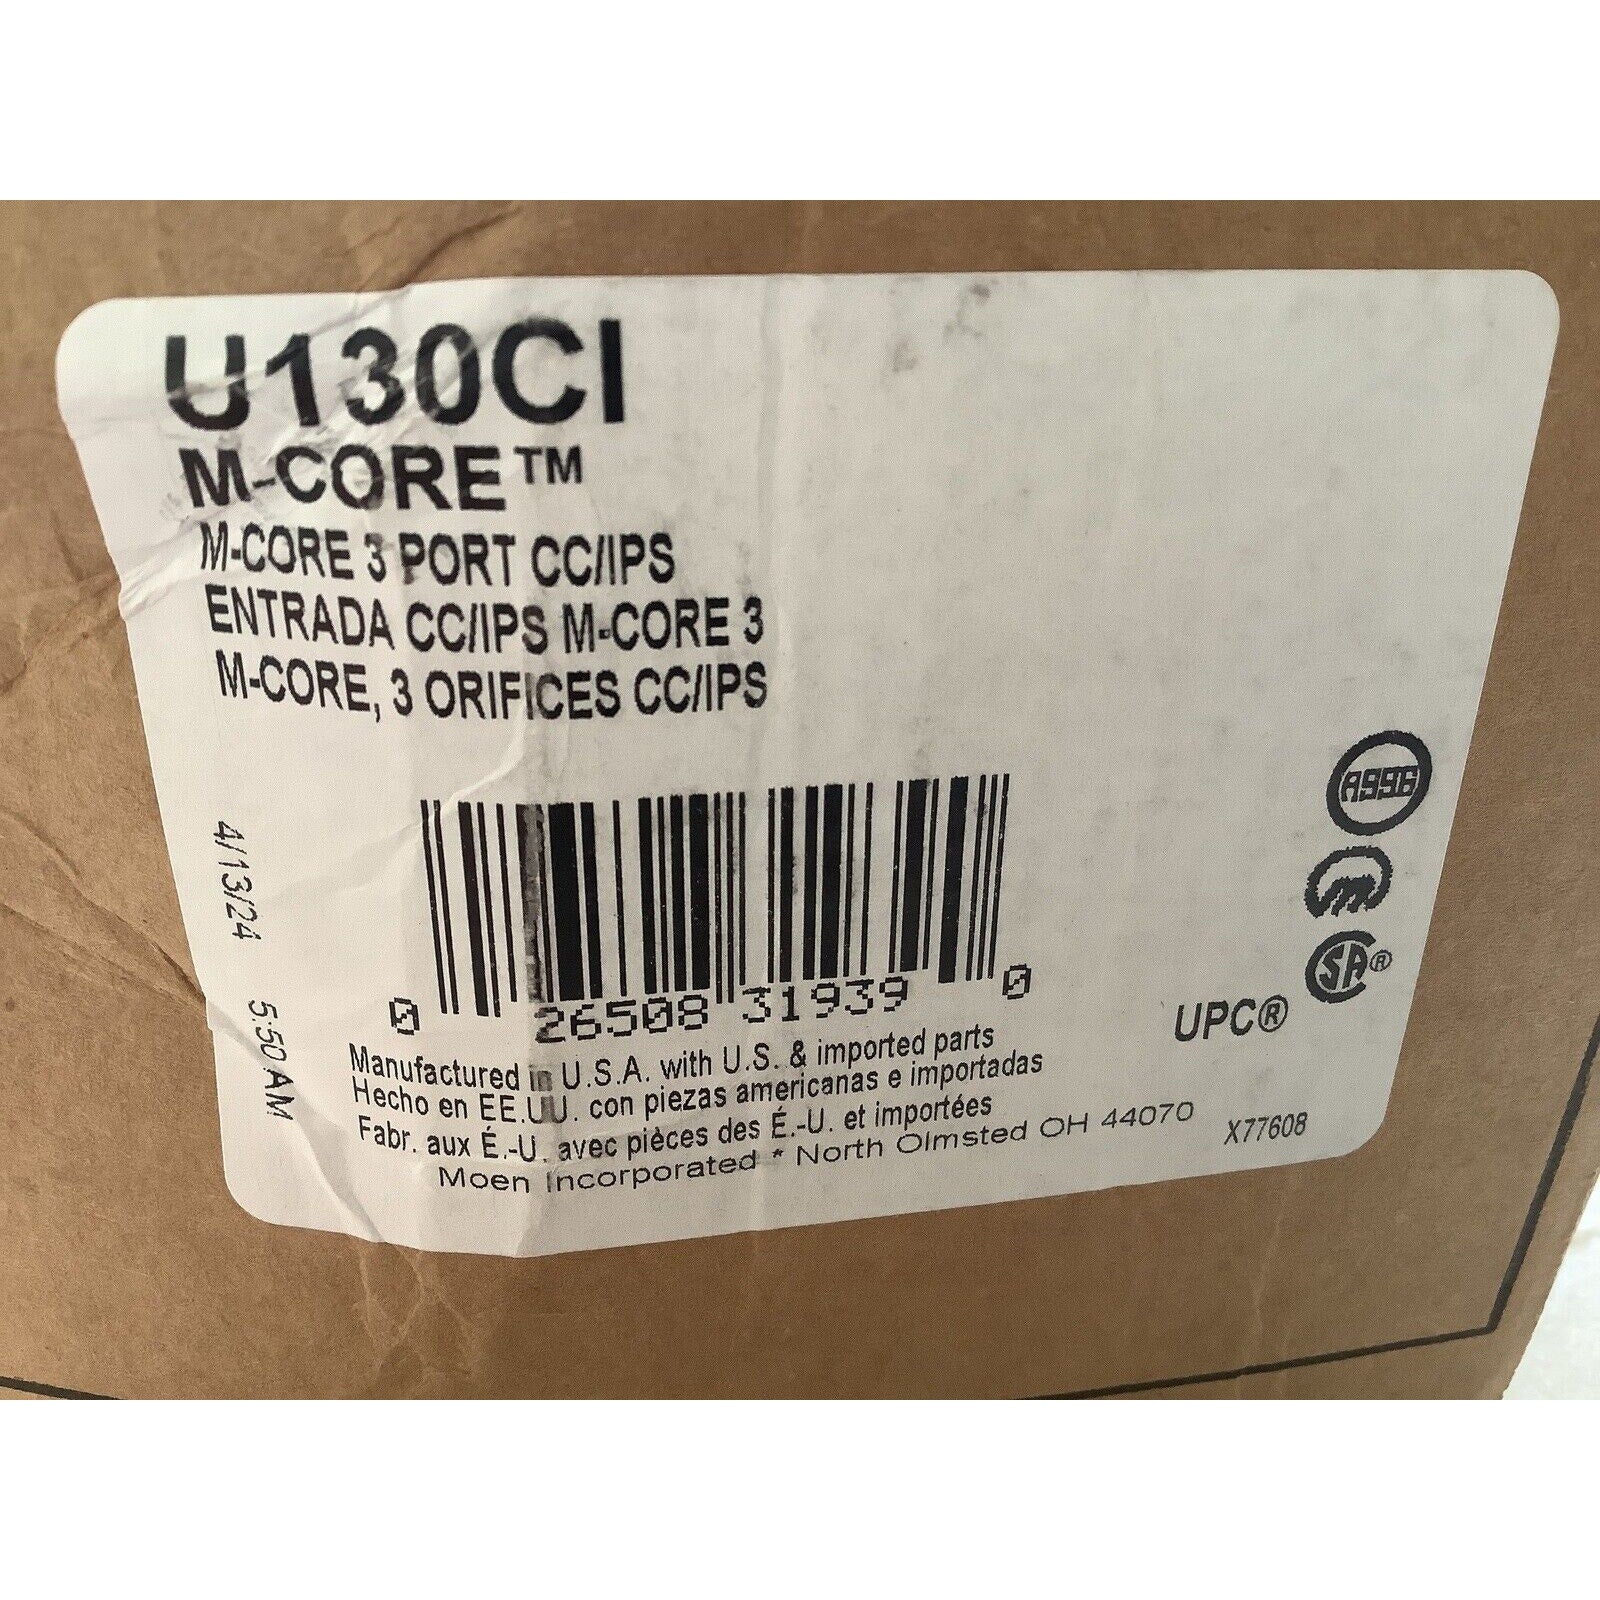 U130CI
M-CORE™
M-CORE 3 PORT CC/IPS
ENTRADA CC/IPS M-CORE 3
M-CORE, 3 ORIFICES CC/IPS
4/13/24 5:50 AM
0 26508 31939 0
Manufactured in U.S.A. with U.S. & imported parts
Hecho en EE.UU. con piezas americanas e importadas
Fabr. aux É.-U. avec pièces des É.-U. et importées
Moen Incorporated * North Olmsted OH 44070
X77608
UPC®
ASSE
SA®